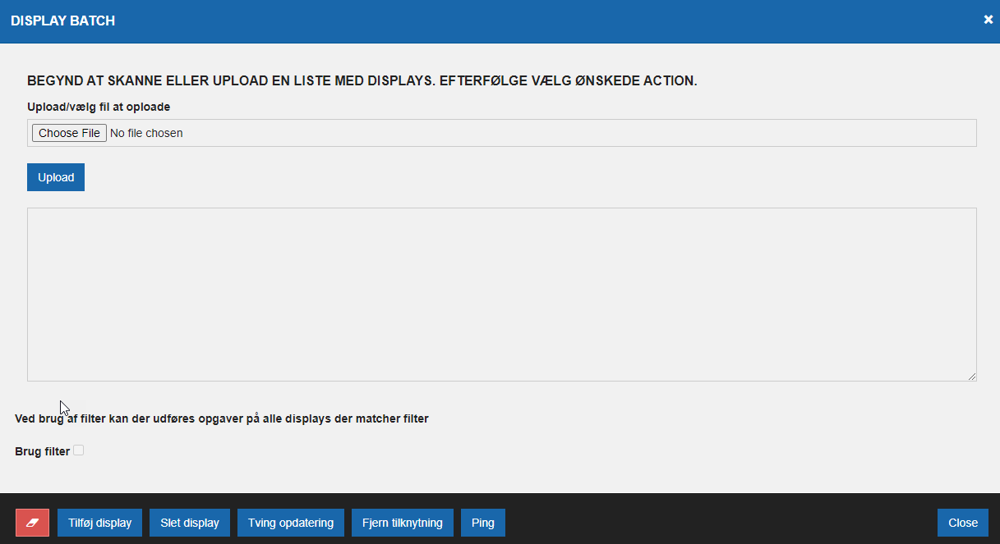 DISPLAY BATCH
BEGYND AT SKANNE ELLER UPLOAD EN LISTE MED DISPLAYS. EFTERFØLGE VÆLG ØNSKEDE ACTION.
Upload/vælg fil at oploade
Choose File No file chosen
Upload
Ved brug af filter kan der udføres opgaver på alle displays der matcher filter
Brug filter
Tilføj display Slet display Tving opdatering Fjern tilknytning Ping Close